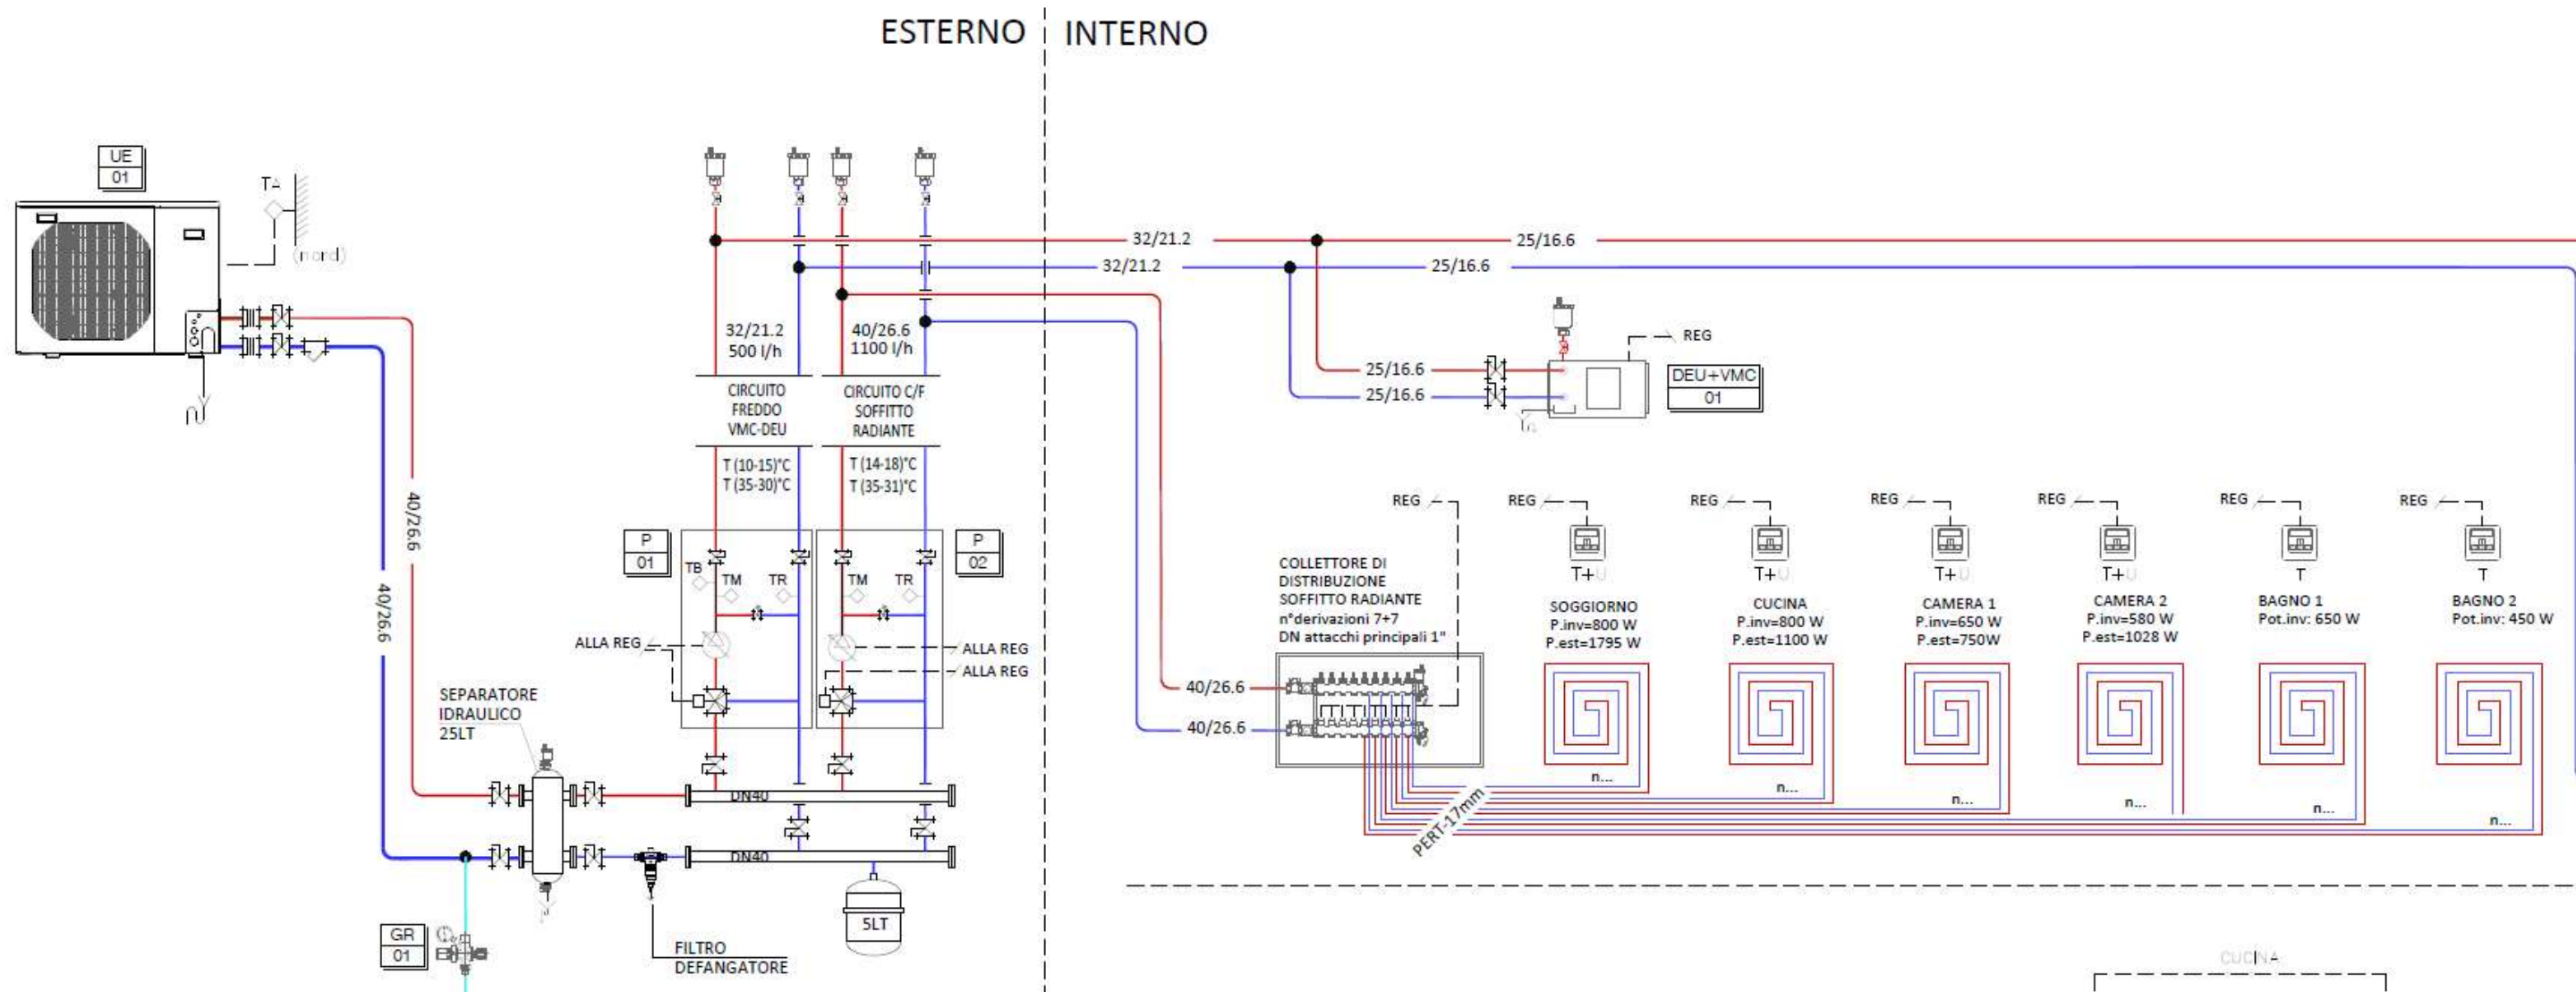 ESTERNO
INTERNO
UE
01
TA
(nord)
32/21.2
25/16.6
32/21.2
25/16.6
32/21.2
500 l/h
40/26.6
1100 l/h
REG
25/16.6
25/16.6
DEU+VMC
01
CIRCUITO
FREDDO
VMC-DEU
CIRCUITO C/F
SOFFITTO
RADIANTE
T (10-15)°C
T (35-30)°C
T (14-18)°C
T (35-31)°C
40/26.6
40/26.6
P
01
P
02
TB
TM
TR
TM
TR
ALLA REG
ALLA REG
ALLA REG
REG
REG
REG
REG
REG
REG
REG
T+U
T+U
T+U
T+U
T
T
COLLETTORE DI
DISTRIBUZIONE
SOFFITTO RADIANTE
n°derivazioni 7+7
DN attacchi principali 1"
SOGGIORNO
P.inv=800 W
P.est=1795 W
CUCINA
P.inv=800 W
P.est=1100 W
CAMERA 1
P.inv=650 W
P.est=750W
CAMERA 2
P.inv=580 W
P.est=1028 W
BAGNO 1
Pot.inv: 650 W
BAGNO 2
Pot.inv: 450 W
40/26.6
40/26.6
SEPARATORE
IDRAULICO
25LT
n...
n...
n...
n...
n...
n...
PERT-17mm
DN40
DN40
5LT
GR
01
FILTRO
DEFANGATORE
CUCINA